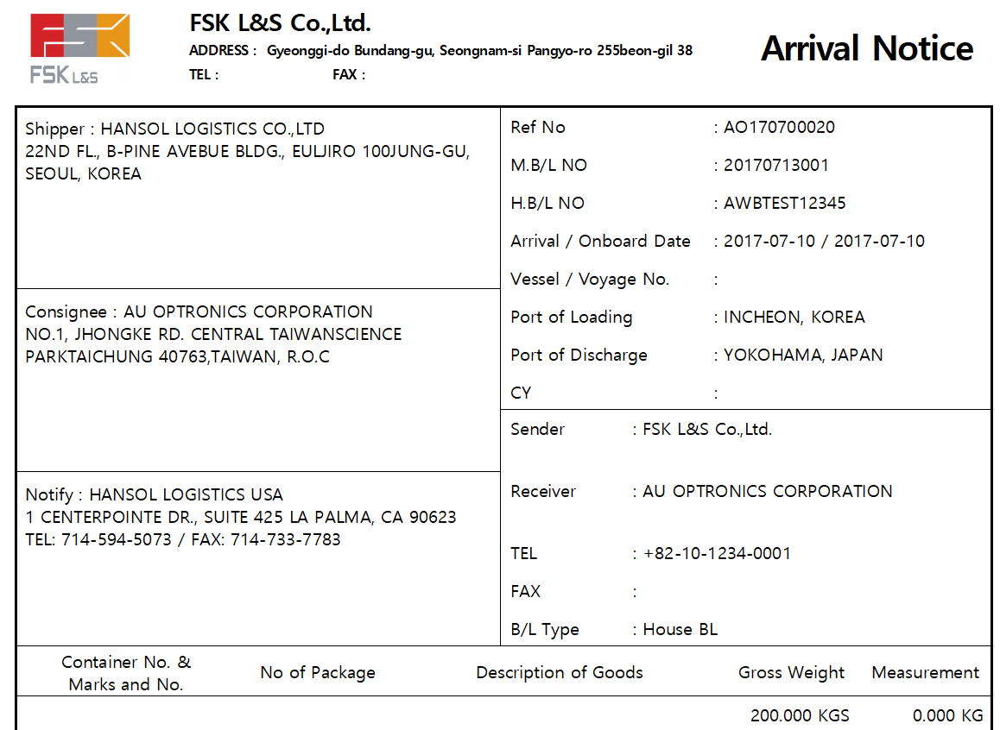 FSK L&S
FSK L&S Co.,Ltd.
ADDRESS : Gyeonggi-do Bundang-gu, Seongnam-si Pangyo-ro 255beon-gil 38
TEL : FAX :
Arrival Notice
Shipper : HANSOL LOGISTICS CO.,LTD
22ND FL., B-PINE AVEBUE BLDG., EULJIRO 100JUNG-GU,
SEOUL, KOREA
Consignee : AU OPTRONICS CORPORATION
NO.1, JHONGKE RD. CENTRAL TAIWANSCIENCE
PARKTAICHUNG 40763,TAIWAN, R.O.C
Notify : HANSOL LOGISTICS USA
1 CENTERPOINTE DR., SUITE 425 LA PALMA, CA 90623
TEL: 714-594-5073 / FAX: 714-733-7783
Ref No : AO170700020
M.B/L NO : 20170713001
H.B/L NO : AWBTEST12345
Arrival / Onboard Date : 2017-07-10 / 2017-07-10
Vessel / Voyage No. :
Port of Loading : INCHEON, KOREA
Port of Discharge : YOKOHAMA, JAPAN
CY :
Sender : FSK L&S Co.,Ltd.
Receiver : AU OPTRONICS CORPORATION
TEL : +82-10-1234-0001
FAX :
B/L Type : House BL
Container No. &
Marks and No.
No of Package
Description of Goods
Gross Weight
Measurement
200.000 KGS
0.000 KG